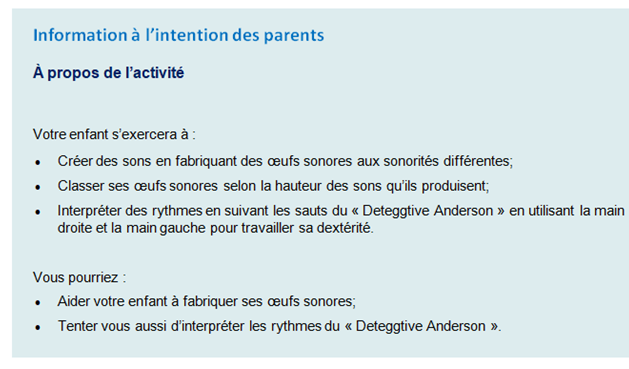 Information à l'intention des parents
À propos de l'activité
Votre enfant s'exercera à :
• Créer des sons en fabriquant des œufs sonores aux sonorités différentes;
• Classer ses œufs sonores selon la hauteur des sons qu'ils produisent;
• Interpréter des rythmes en suivant les sauts du « Deteggtive Anderson » en utilisant la main
droite et la main gauche pour travailler sa dextérité.
Vous pourriez :
• Aider votre enfant à fabriquer ses œufs sonores;
• Tenter vous aussi d'interpréter les rythmes du « Deteggtive Anderson ».